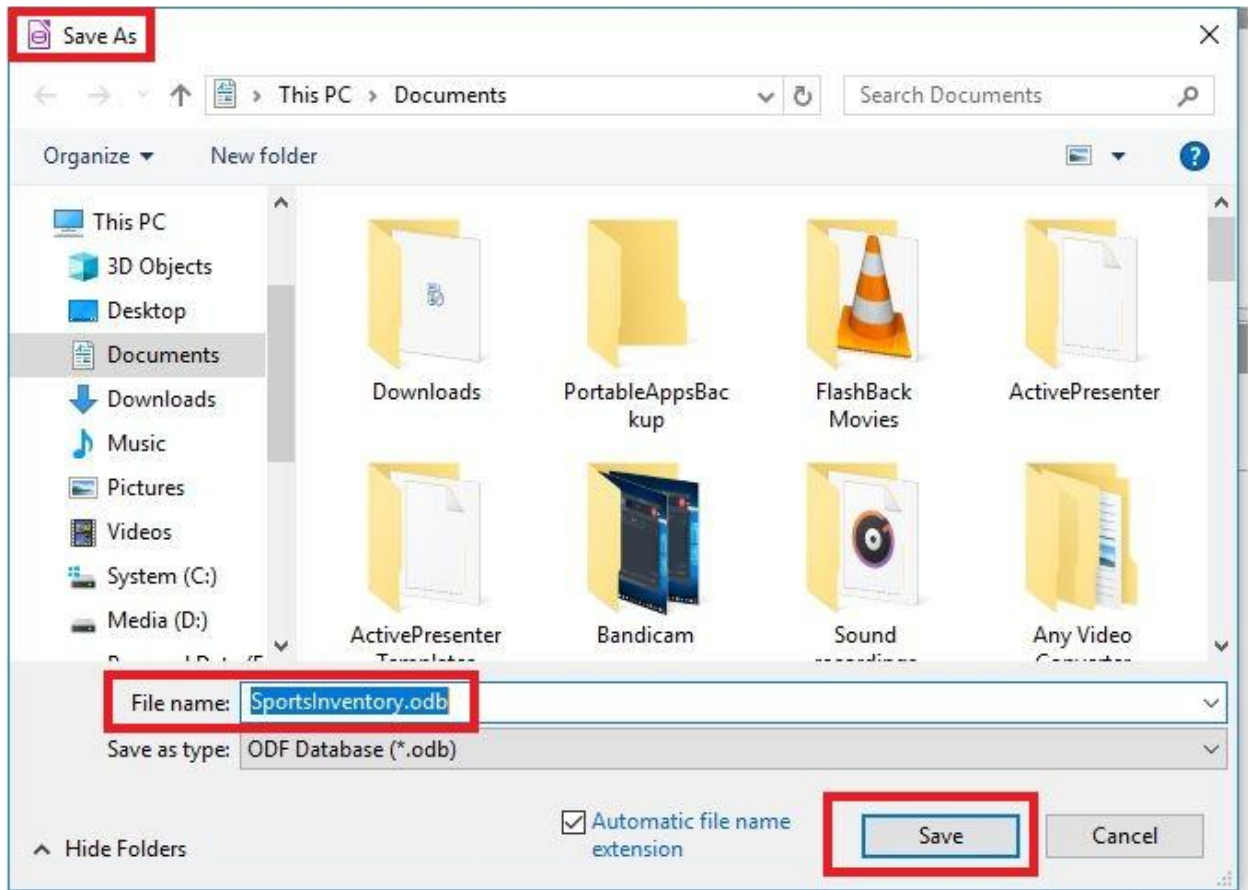 Save As
This PC > Documents
Search Documents
Organize
New folder
This PC
3D Objects
Desktop
Documents
Downloads
Music
Pictures
Videos
System (C:)
Media (D:)
Downloads
PortableAppsBac
kup
FlashBack
Movies
ActivePresenter
ActivePresenter
Bandicam
Sound
Any Video
File name: SportsInventory.odb
Save as type: ODF Database (*.odb)
Automatic file name
extension
Save
Cancel
Hide Folders